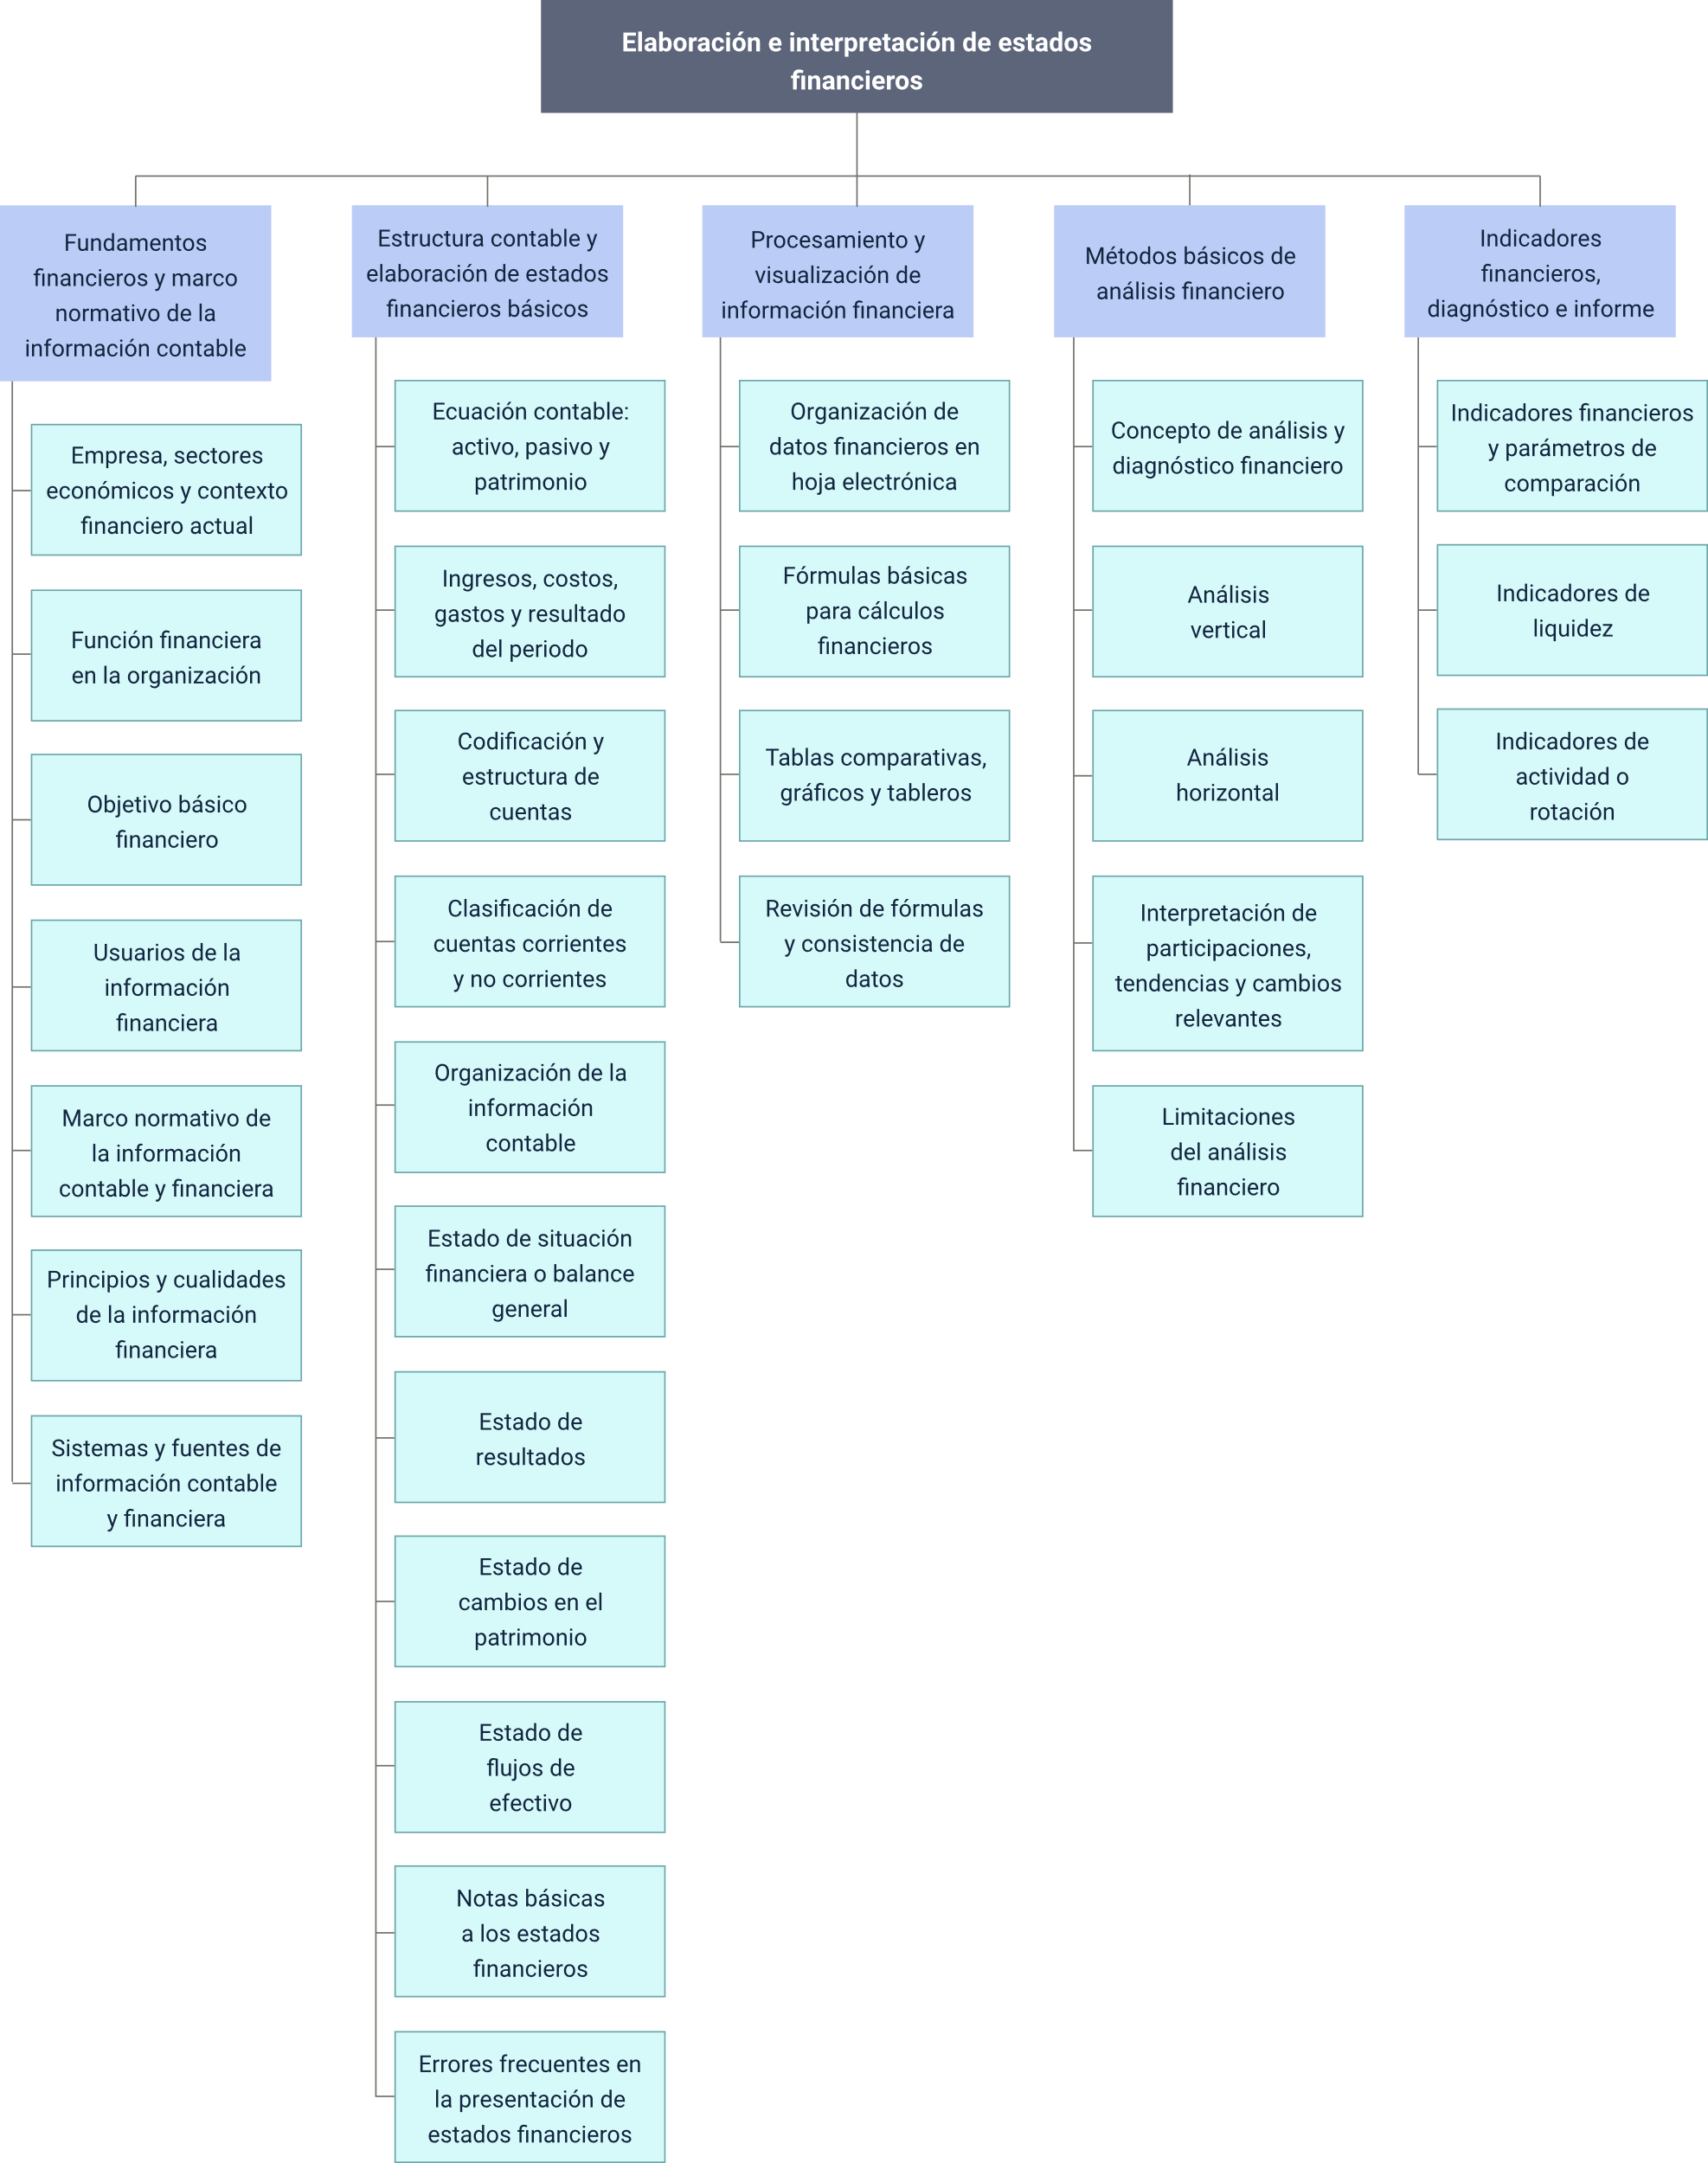 Elaboración e interpretación de estados
financieros
Fundamentos
financieros y marco
normativo de la
información contable
Empresa, sectores
económicos y contexto
financiero actual
Función financiera
en la organización
Objetivo básico
financiero
Usuarios de la
información
financiera
Marco normativo de
la información
contable y financiera
Principios y cualidades
de la información
financiera
Sistemas y fuentes de
información contable
y financiera
Estructura contable y
elaboración de estados
financieros básicos
Ecuación contable:
activo, pasivo y
patrimonio
Ingresos, costos,
gastos y resultado
del periodo
Codificación y
estructura de
cuentas
Clasificación de
cuentas corrientes
y no corrientes
Organización de la
información
contable
Estado de situación
financiera o balance
general
Estado de
resultados
Estado de
cambios en el
patrimonio
Estado de
flujos de
efectivo
Notas básicas
a los estados
financieros
Errores frecuentes en
la presentación de
estados financieros
Procesamiento y
visualización de
información financiera
Organización de
datos financieros en
hoja electrónica
Fórmulas básicas
para cálculos
financieros
Tablas comparativas,
gráficos y tableros
Revisión de fórmulas
y consistencia de
datos
Métodos básicos de
análisis financiero
Concepto de análisis y
diagnóstico financiero
Análisis
vertical
Análisis
horizontal
Interpretación de
participaciones,
tendencias y cambios
relevantes
Limitaciones
del análisis
financiero
Indicadores
financieros,
diagnóstico e informe
Indicadores financieros
y parámetros de
comparación
Indicadores de
liquidez
Indicadores de
actividad o
rotación